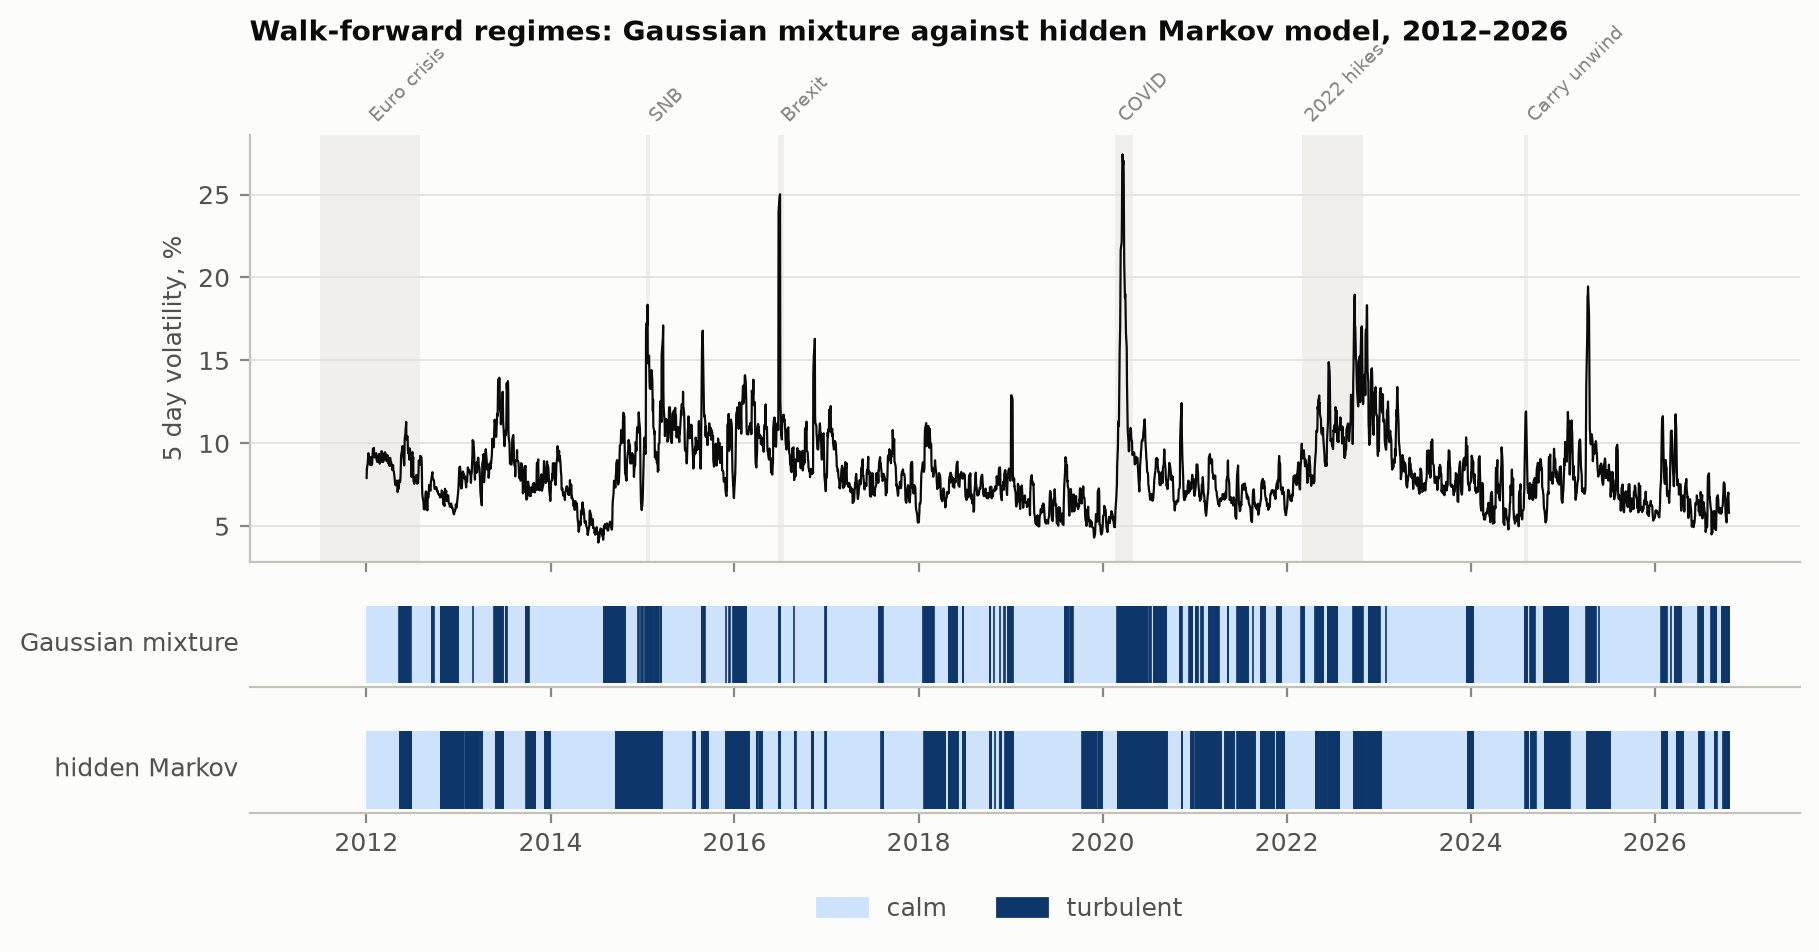 Walk-forward regimes: Gaussian mixture against hidden Markov model, 2012–2026
Euro crisis
SNB
Brexit
COVID
2022 hikes
Carry unwind
5 day volatility, %
25
20
15
10
5
Gaussian mixture
hidden Markov
2012
2014
2016
2018
2020
2022
2024
2026
calm
turbulent